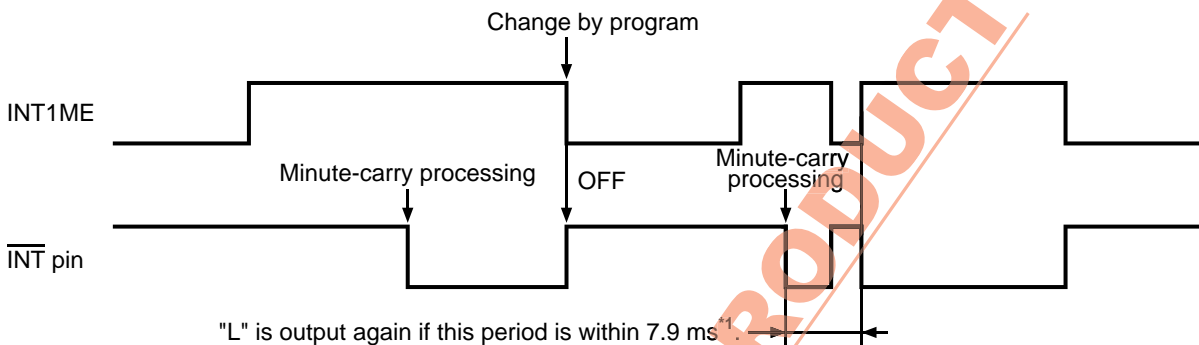 Change by program
INT1ME
Minute-carry processing
OFF
Minute-carry
processing
INT pin
"L" is output again if this period is within 7.9 ms*1.
RODUCT